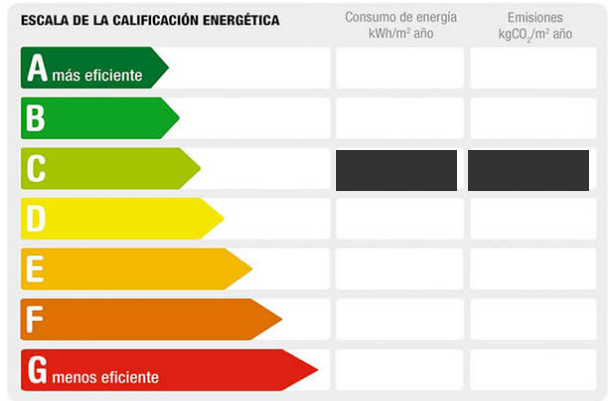 ESCALA DE LA CALIFICACIÓN ENERGÉTICA
Consumo de energía
kWh/m² año
Emisiones
kgCO₂/m² año
A más eficiente
B
C
D
E
F
G menos eficiente